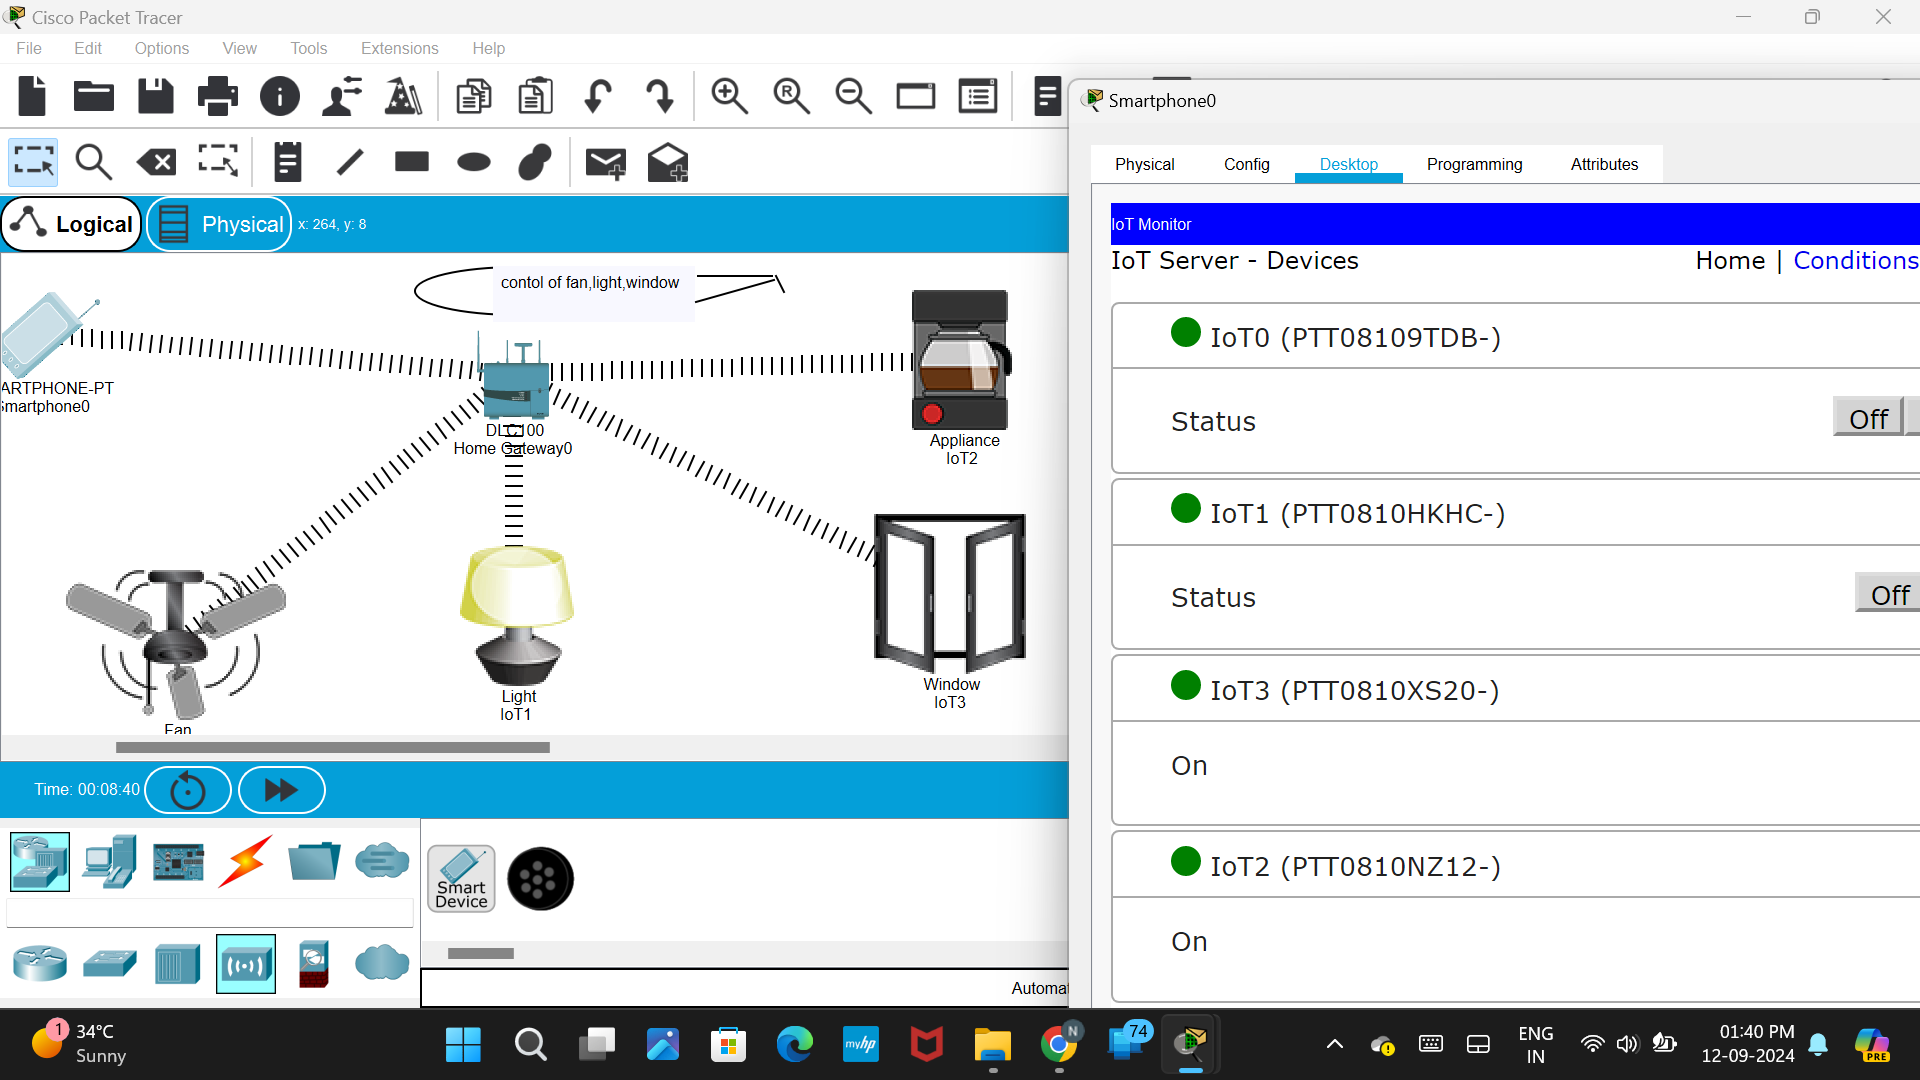 Cisco Packet Tracer
File Edit Options View Tools Extensions Help
Smartphone0
Physical Config Desktop Programming Attributes
Logical Physical x: 264, y: 8
IoT Monitor
IoT Server - Devices Home | Conditions
contol of fan,light,window
IoT0 (PTT08109TDB-)
Status Off
ARTPHONE-PT
Smartphone0
DLC100
Home Gateway0
Appliance
IoT2
IoT1 (PTT0810HKHC-)
Status Off
Light
IoT1
Window
IoT3
Fan
IoT3 (PTT0810XS20-)
On
Time: 00:08:40
IoT2 (PTT0810NZ12-)
On
Smart
Device
Automat
1
34°C
Sunny
myhp
N
74
ENG
IN
01:40 PM
12-09-2024
PRE